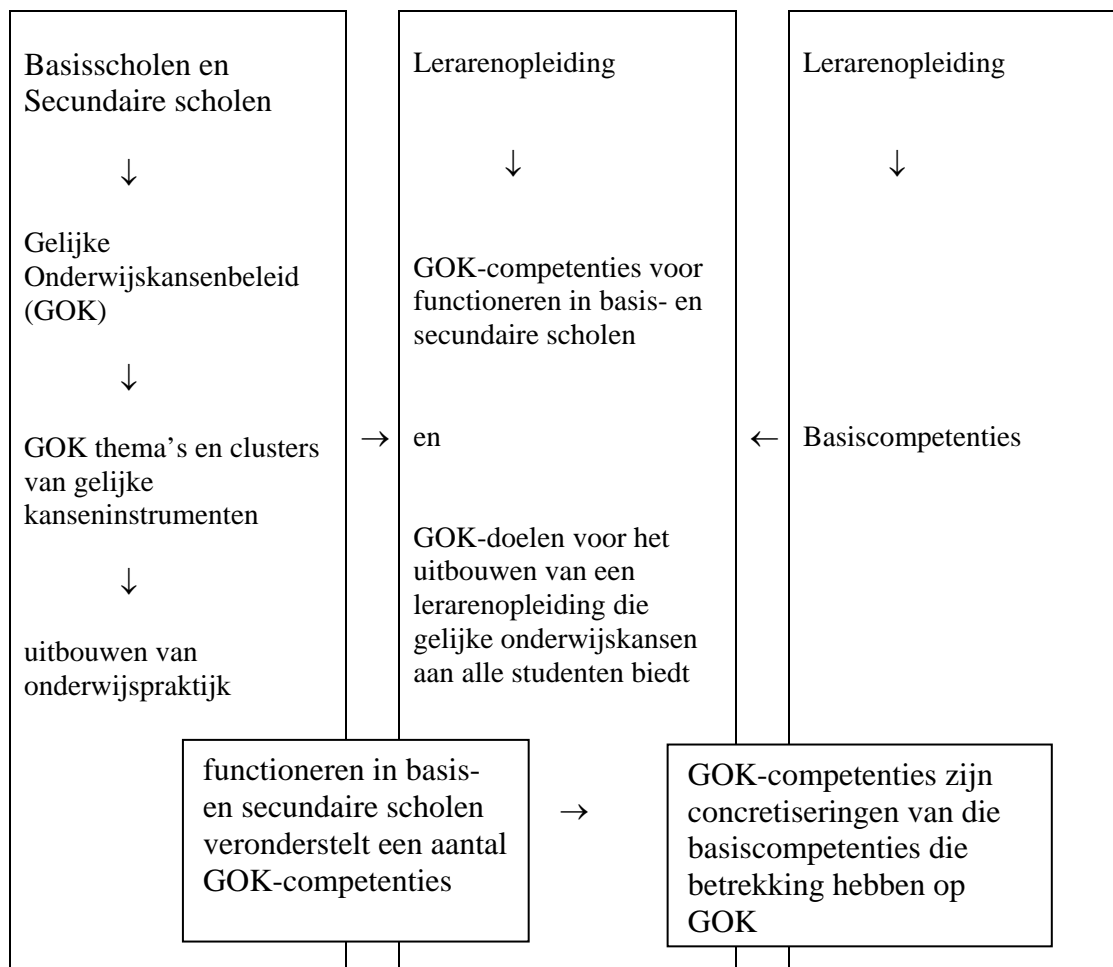 Basisscholen en
Secundaire scholen
↓
Gelijke
Onderwijskansenbeleid
(GOK)
↓
GOK thema's en clusters
van gelijke
kanseninstrumenten
↓
uitbouwen van
onderwijspraktijk
→
Lerarenopleiding
↓
GOK-competenties voor
functioneren in basis- en
secundaire scholen
en
GOK-doelen voor het
uitbouwen van een
lerarenopleiding die
gelijke onderwijskansen
aan alle studenten biedt
←
Lerarenopleiding
↓
Basiscompetenties
functioneren in basis-
en secundaire scholen
veronderstelt een aantal
GOK-competenties
→
GOK-competenties zijn
concretiseringen van die
basiscompetenties die
betrekking hebben op
GOK